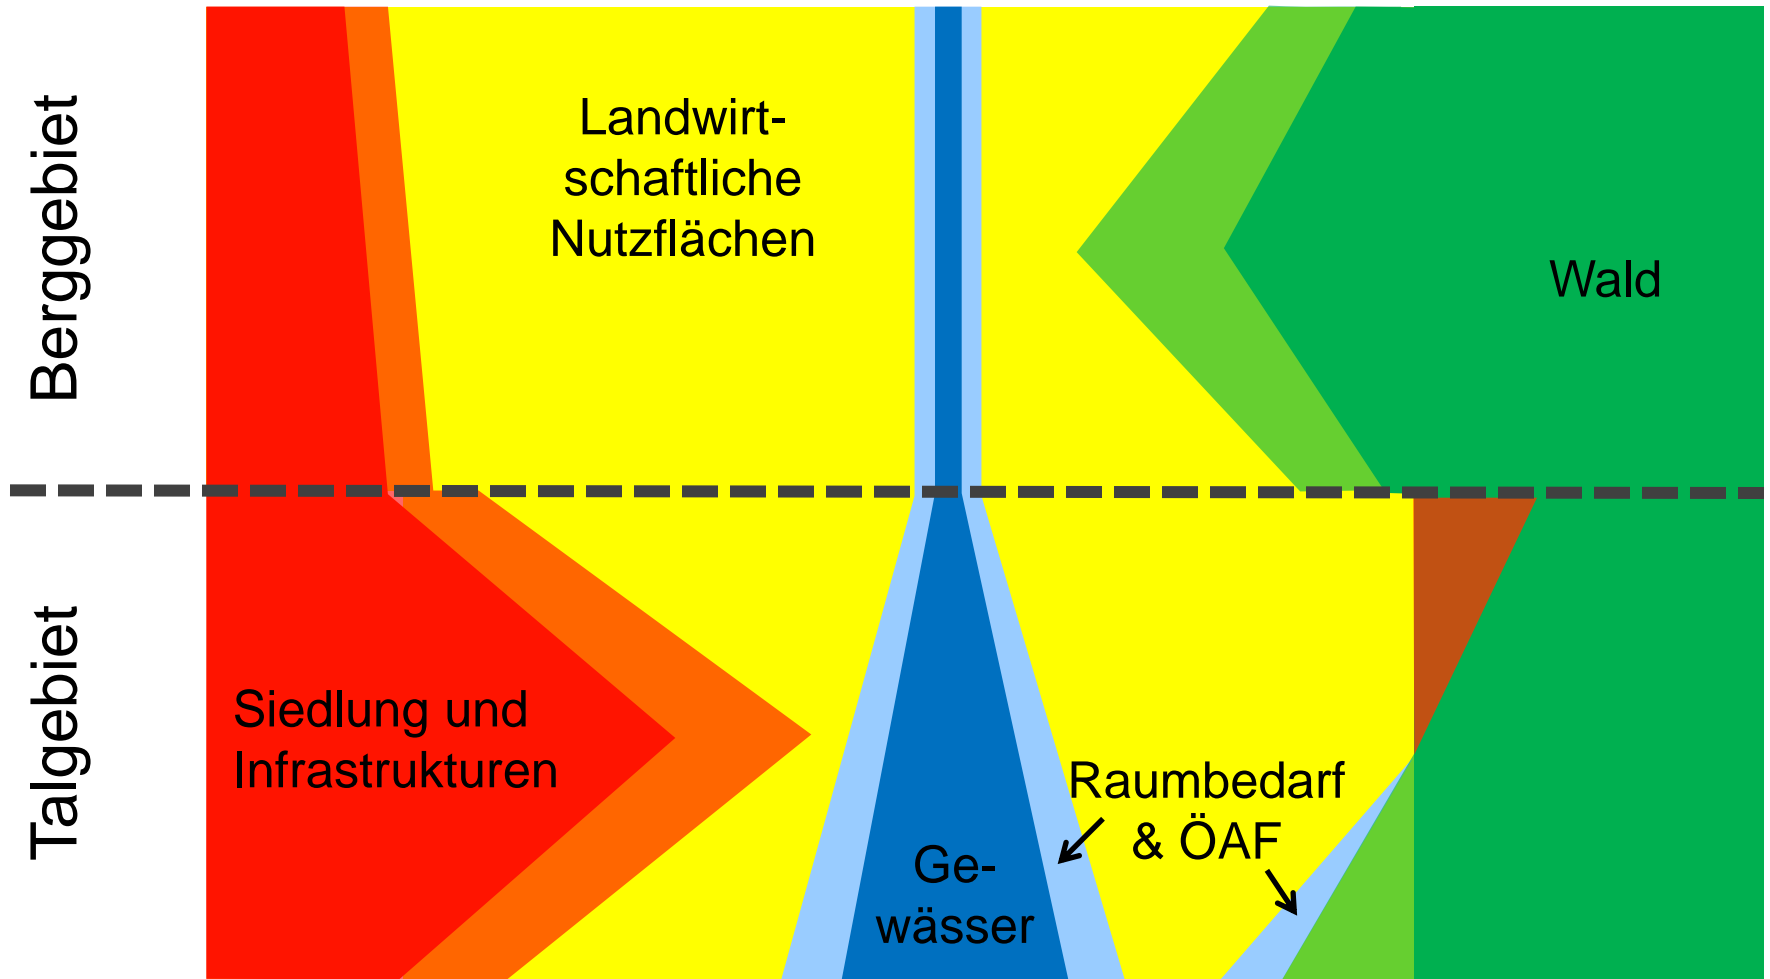 Berggebiet
Landwirt-
schaftliche
Nutzflächen
Wald
Talgebiet
Siedlung und
Infrastrukturen
Ge-
wässer
Raumbedarf
& ÖAF